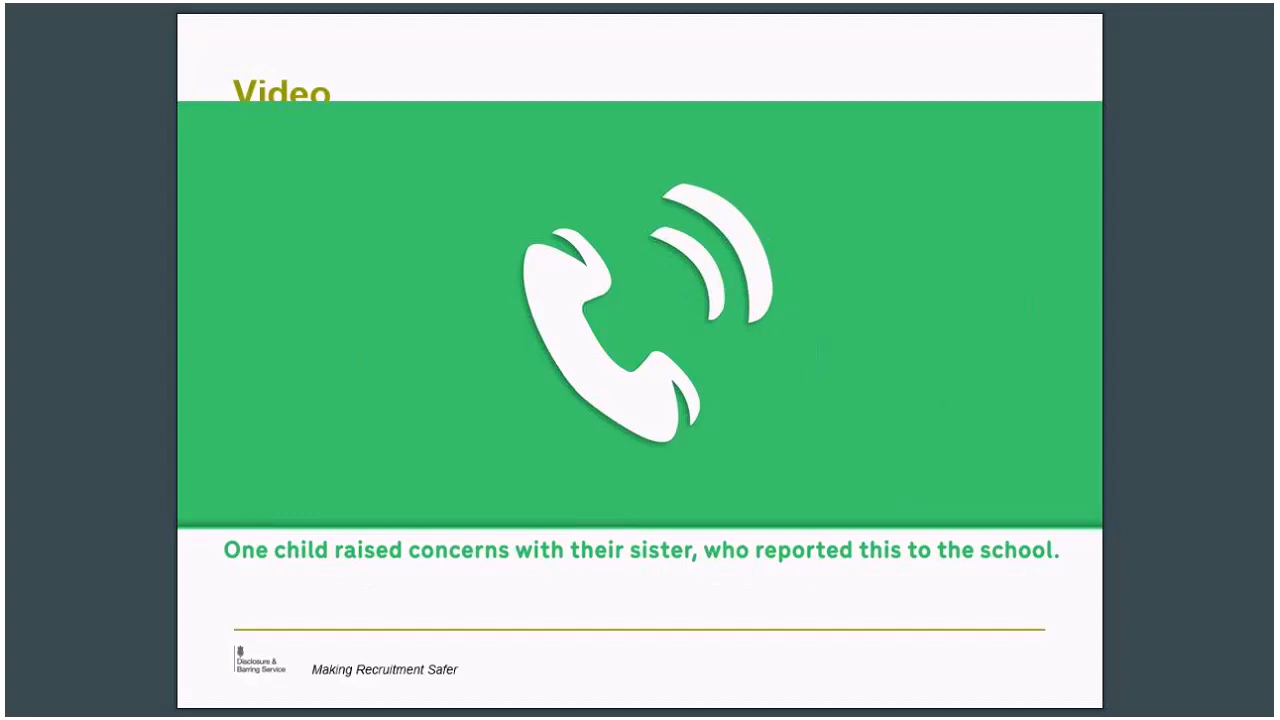 Video
One child raised concerns with their sister, who reported this to the school.
Disclosure &
Barring Service
Making Recruitment Safer